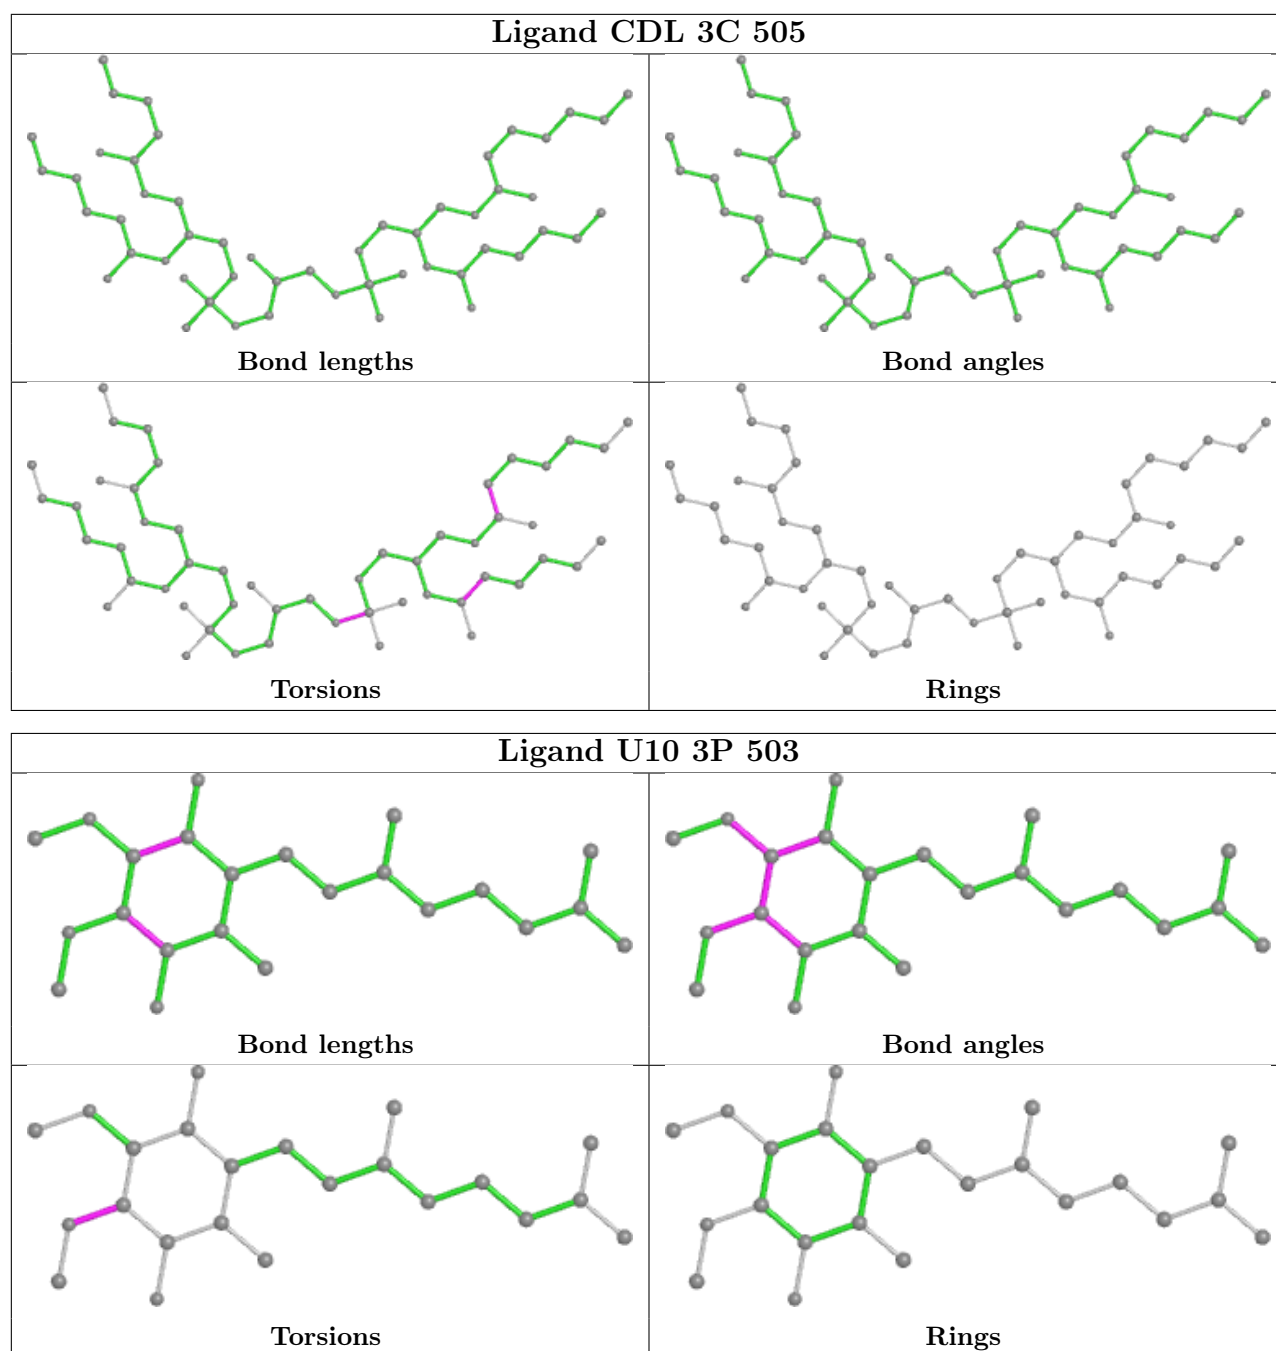 Ligand CDL 3C 505
Bond lengths
Bond angles
Torsions
Rings
Ligand U10 3P 503
Bond lengths
Bond angles
Torsions
Rings